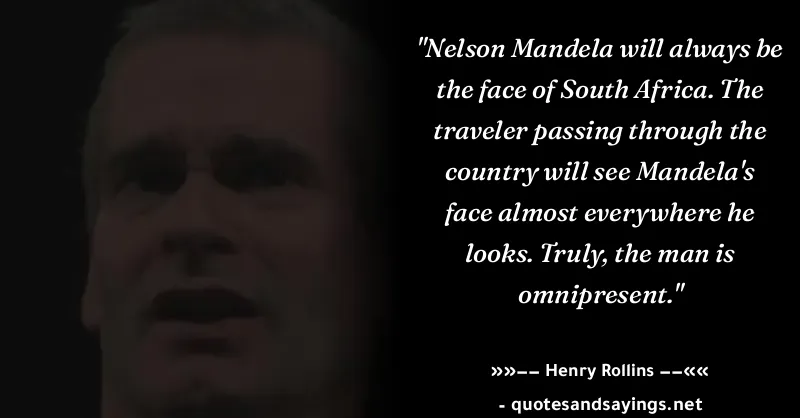 "Nelson Mandela will always be
the face of South Africa. The
traveler passing through the
country will see Mandela's
face almost everywhere he
looks. Truly, the man is
omnipresent."
»»–– Henry Rollins ––««
- quotesandsayings.net